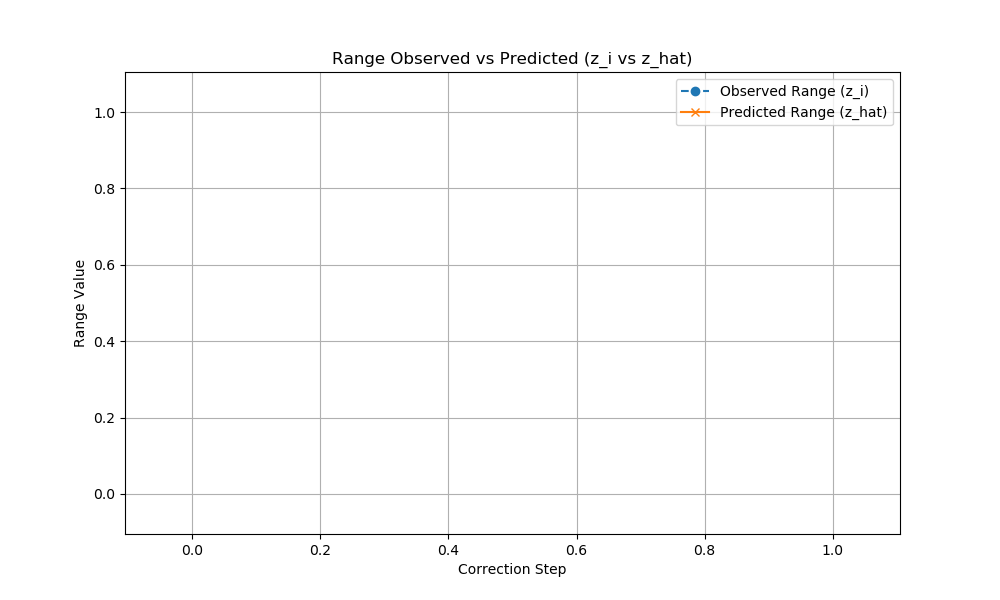 Range Observed vs Predicted (z_i vs z_hat)
Observed Range (z_i)
Predicted Range (z_hat)
Range Value
1.0
0.8
0.6
0.4
0.2
0.0
0.0 0.2 0.4 0.6 0.8 1.0
Correction Step